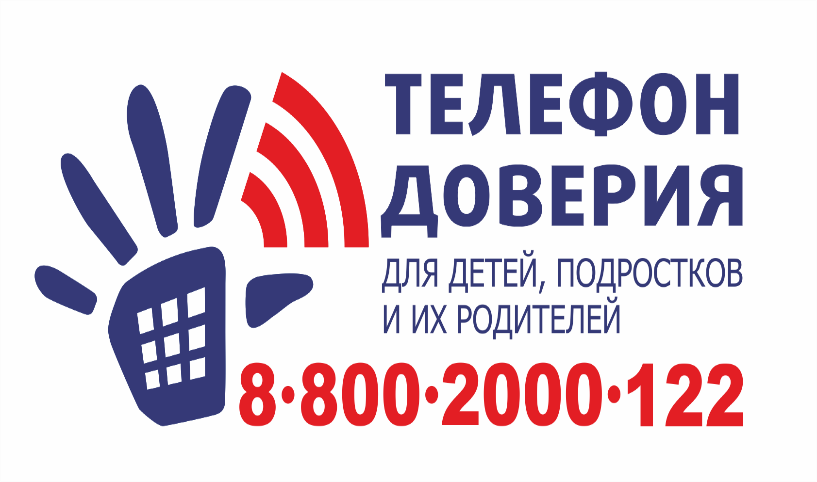 ТЕЛЕФОН
ДОВЕРИЯ
ДЛЯ ДЕТЕЙ, ПОДРОСТКОВ
И ИХ РОДИТЕЛЕЙ
8·800·2000·122